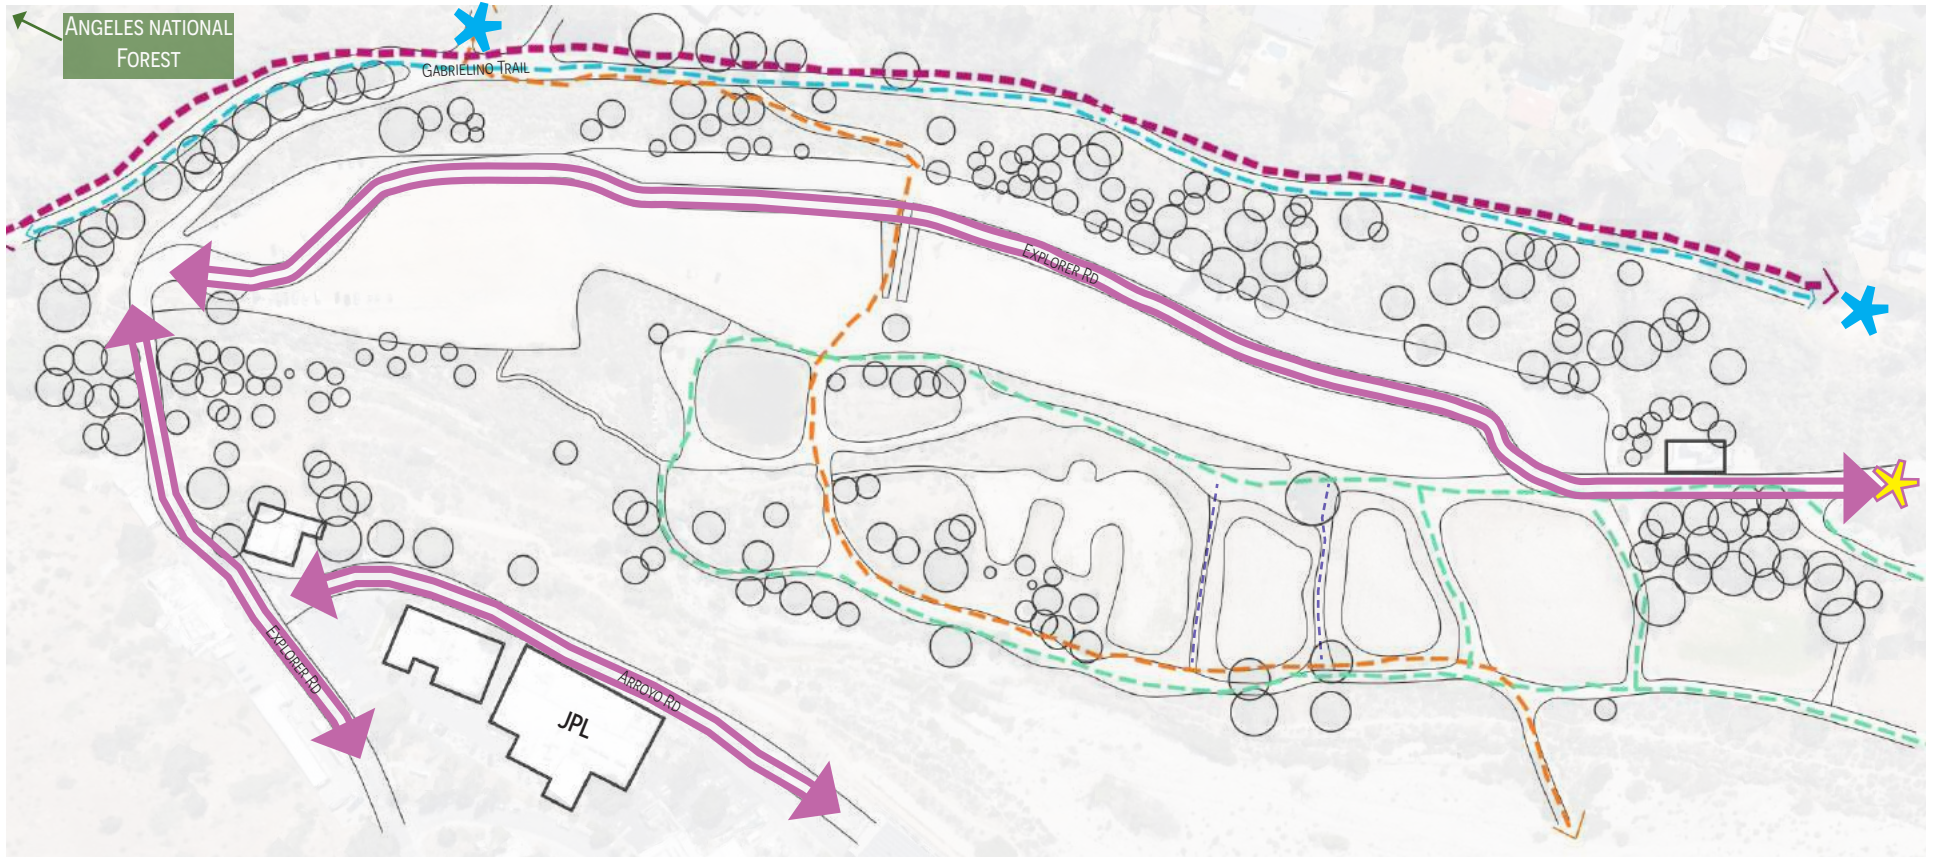 Angeles national
Forest
Gabrielino Trail
Explorer Rd
Explorer Rd
Arroyo Rd
JPL